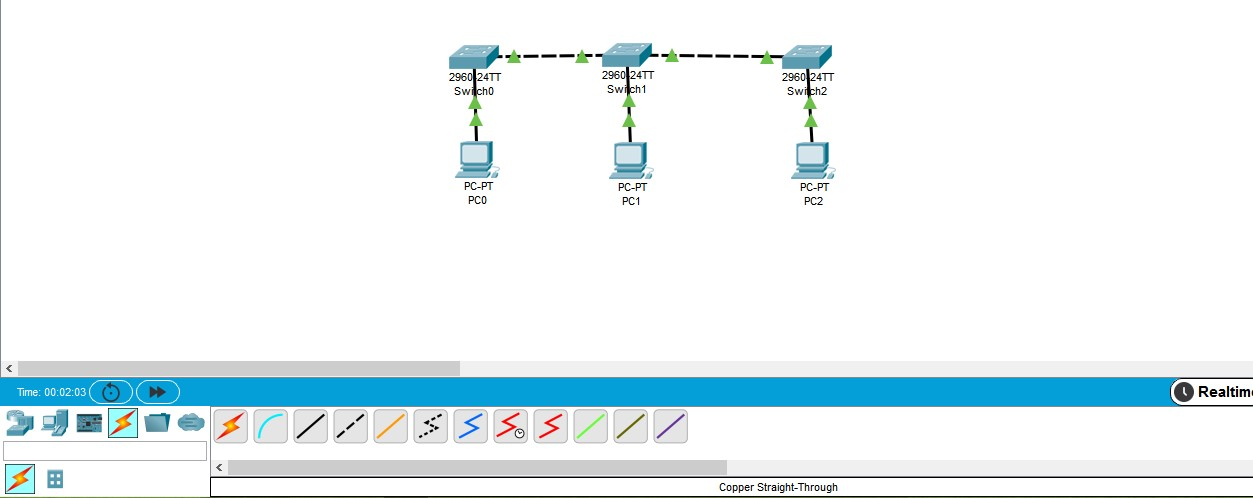 2960-24TT
Switch0
2960-24TT
Switch1
2960-24TT
Switch2
PC-PT
PC0
PC-PT
PC1
PC-PT
PC2
Time: 00:02:03
Realtime
Copper Straight-Through